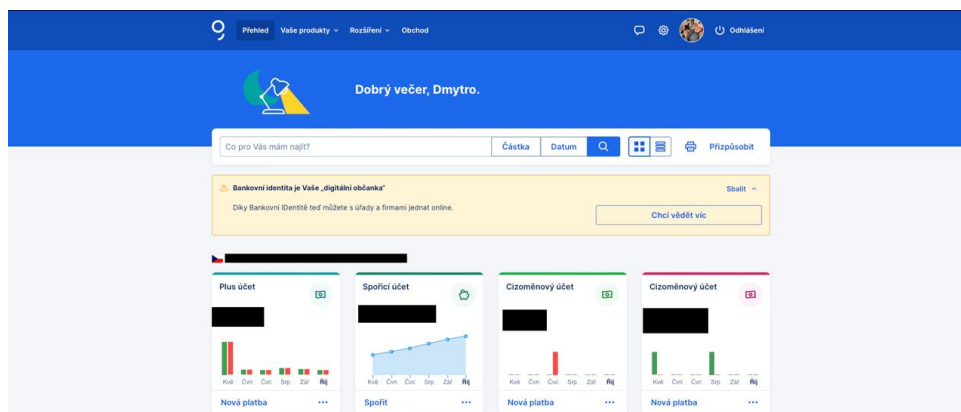 Přehled Vaše produkty Rozšíření Obchod Odhlášení
Dobrý večer, Dmytro.
Co pro Vás mám najít? Částka Datum Přizpůsobit
Bankovní identita je Vaše „digitální občanka" Sbalit
Díky Bankovní IDentitě teď můžete s úřady a firmami jednat online.
Chci vědět víc
Plus účet Spořicí účet Cizoměnový účet Cizoměnový účet
Kvě Čvn Čvc Srp Zář Říj Kvě Čvn Čvc Srp Zář Říj Kvě Čvn Čvc Srp Zář Říj Kvě Čvn Čvc Srp Zář Říj
Nová platba Spořit Nová platba Nová platba